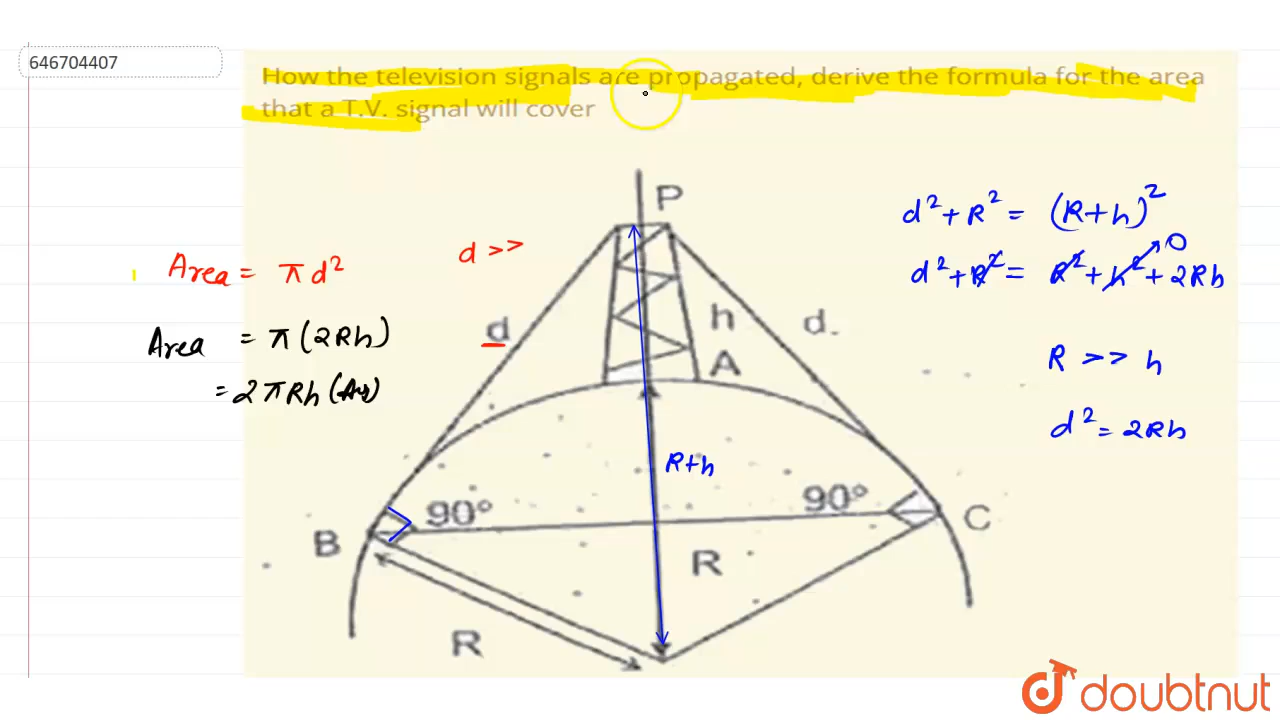 646704407
How the television signals are propagated, derive the formula for the area
that a T.V. signal will cover
P
d² + R² = (R+h)²
d >>
Area = πd²
d² + R² = R² + h² + 2Rh
0
d
h
d.
Area = π(2Rh)
A
R >> h
= 2πRh (Ans)
d² = 2Rh
R+h
90°
90°
B
C
R
R
doubtnut